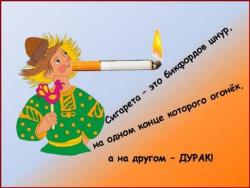 Сигарета – это бикфордов шнур,
на одном конце которого огонёк,
а на другом – ДУРАК!